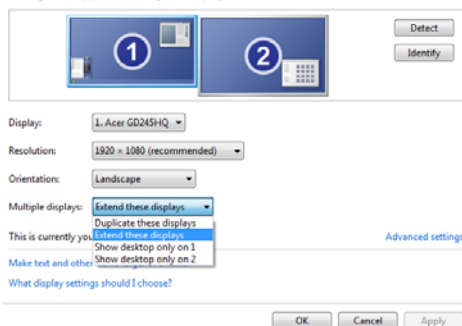 1
2
Detect
Identify
Display:
1. Acer GD245HQ
Resolution:
1920 × 1080 (recommended)
Orientation:
Landscape
Multiple displays:
Extend these displays
Duplicate these displays
Extend these displays
Show desktop only on 1
Show desktop only on 2
This is currently
Advanced settings
Make text and other
What display settings should I choose?
OK
Cancel
Apply